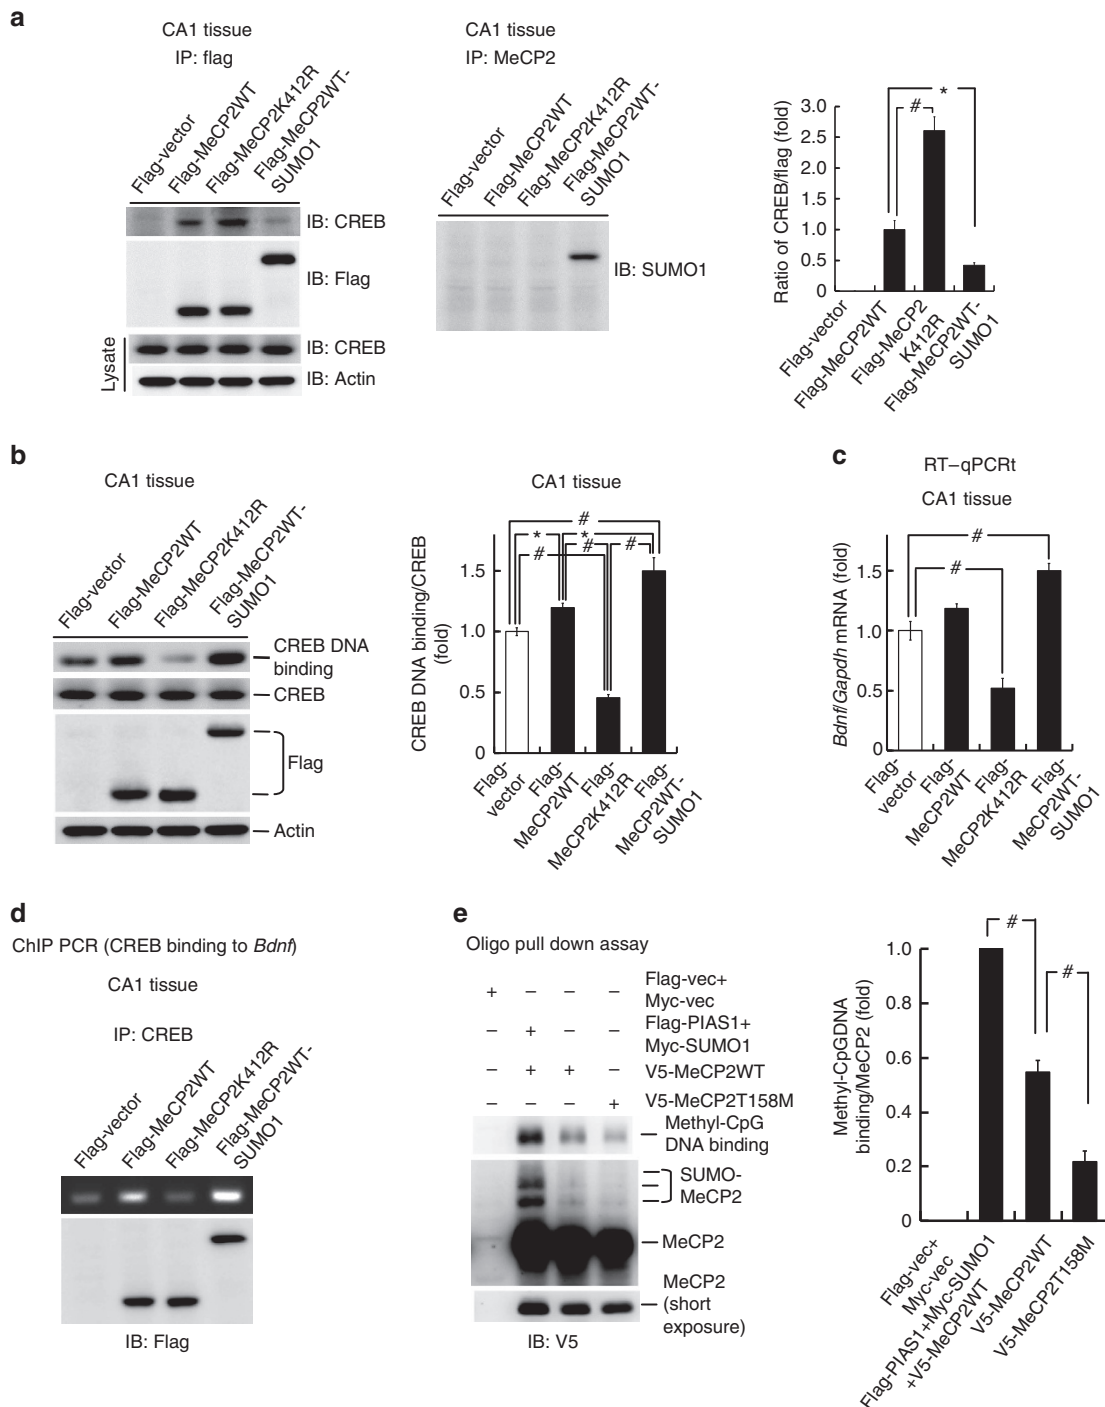 a
CA1 tissue
IP: flag
Flag-vector
Flag-MeCP2WT
Flag-MeCP2K412R
Flag-MeCP2WT-
SUMO1
IB: CREB
IB: Flag
Lysate
IB: CREB
IB: Actin
CA1 tissue
IP: MeCP2
Flag-vector
Flag-MeCP2WT
Flag-MeCP2K412R
Flag-MeCP2WT-
SUMO1
IB: SUMO1
Ratio of CREB/flag (fold)
3.0
2.5
2.0
1.5
1.0
0.5
0
*
#
Flag-vector
Flag-MeCP2WT
Flag-MeCP2
K412R
Flag-MeCP2WT-
SUMO1
b
CA1 tissue
Flag-vector
Flag-MeCP2WT
Flag-MeCP2K412R
Flag-MeCP2WT-
SUMO1
CREB DNA
binding
CREB
Flag
Actin
CA1 tissue
CREB DNA binding/CREB
(fold)
1.5
1.0
0.5
0
#
* *
# # #
Flag-
vector
Flag-
MeCP2WT
Flag-
MeCP2K412R
Flag-
MeCP2WT-
SUMO1
c
RT–qPCRt
CA1 tissue
Bdnf/Gapdh mRNA (fold)
1.5
1.0
0.5
0
#
#
Flag-
vector
Flag-
MeCP2WT
Flag-
MeCP2K412R
Flag-
MeCP2WT-
SUMO1
d
ChIP PCR (CREB binding to Bdnf)
CA1 tissue
IP: CREB
Flag-vector
Flag-MeCP2WT
Flag-MeCP2K412R
Flag-MeCP2WT-
SUMO1
IB: Flag
e
Oligo pull down assay
+ – – – Flag-vec+
Myc-vec
– + – – Flag-PIAS1+
Myc-SUMO1
– + + – V5-MeCP2WT
– – – + V5-MeCP2T158M
Methyl-CpG
DNA binding
SUMO-
MeCP2
MeCP2
MeCP2
(short
exposure)
IB: V5
Methyl-CpGDNA
binding/MeCP2 (fold)
1.0
0.8
0.6
0.4
0.2
0
#
#
Flag-vec+
Myc-vec
Flag-PIAS1+Myc-SUMO1
+V5-MeCP2WT
V5-MeCP2WT
V5-MeCP2T158M